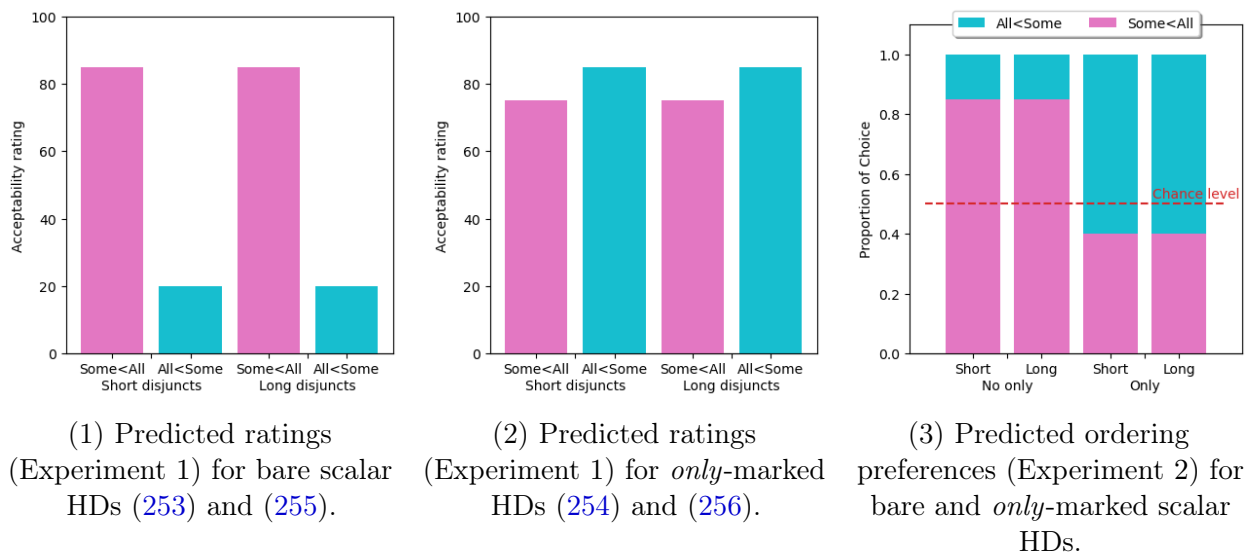 100
80
60
40
20
0
Acceptability rating
Some<All All<Some Some<All All<Some
Short disjuncts Long disjuncts
(1) Predicted ratings
(Experiment 1) for bare scalar
HDs (253) and (255).
100
80
60
40
20
0
Acceptability rating
Some<All All<Some Some<All All<Some
Short disjuncts Long disjuncts
(2) Predicted ratings
(Experiment 1) for only-marked
HDs (254) and (256).
All<Some Some<All
1.0
0.8
0.6
0.4
0.2
0.0
Proportion of Choice
Chance level
Short Long Short Long
No only Only
(3) Predicted ordering
preferences (Experiment 2) for
bare and only-marked scalar
HDs.